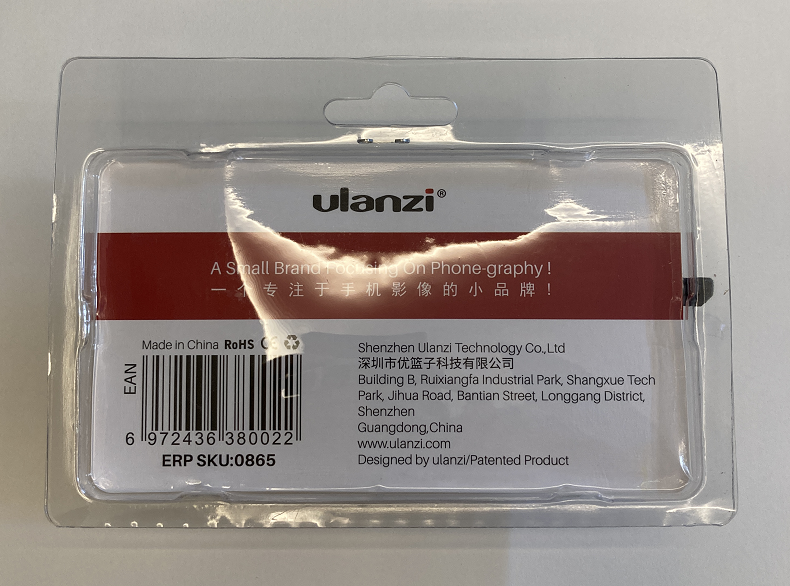 ulanzi®
A Small Brand Focusing On Phone-graphy!
一个专注于手机影像的小品牌!
Made in China RoHS CE
EAN
6 972436 380022
ERP SKU:0865
Shenzhen Ulanzi Technology Co.,Ltd
深圳市优篮子科技有限公司
Building B, Ruixiangfa Industrial Park, Shangxue Tech
Park, Jihua Road, Bantian Street, Longgang District,
Shenzhen
Guangdong,China
www.ulanzi.com
Designed by ulanzi/Patented Product